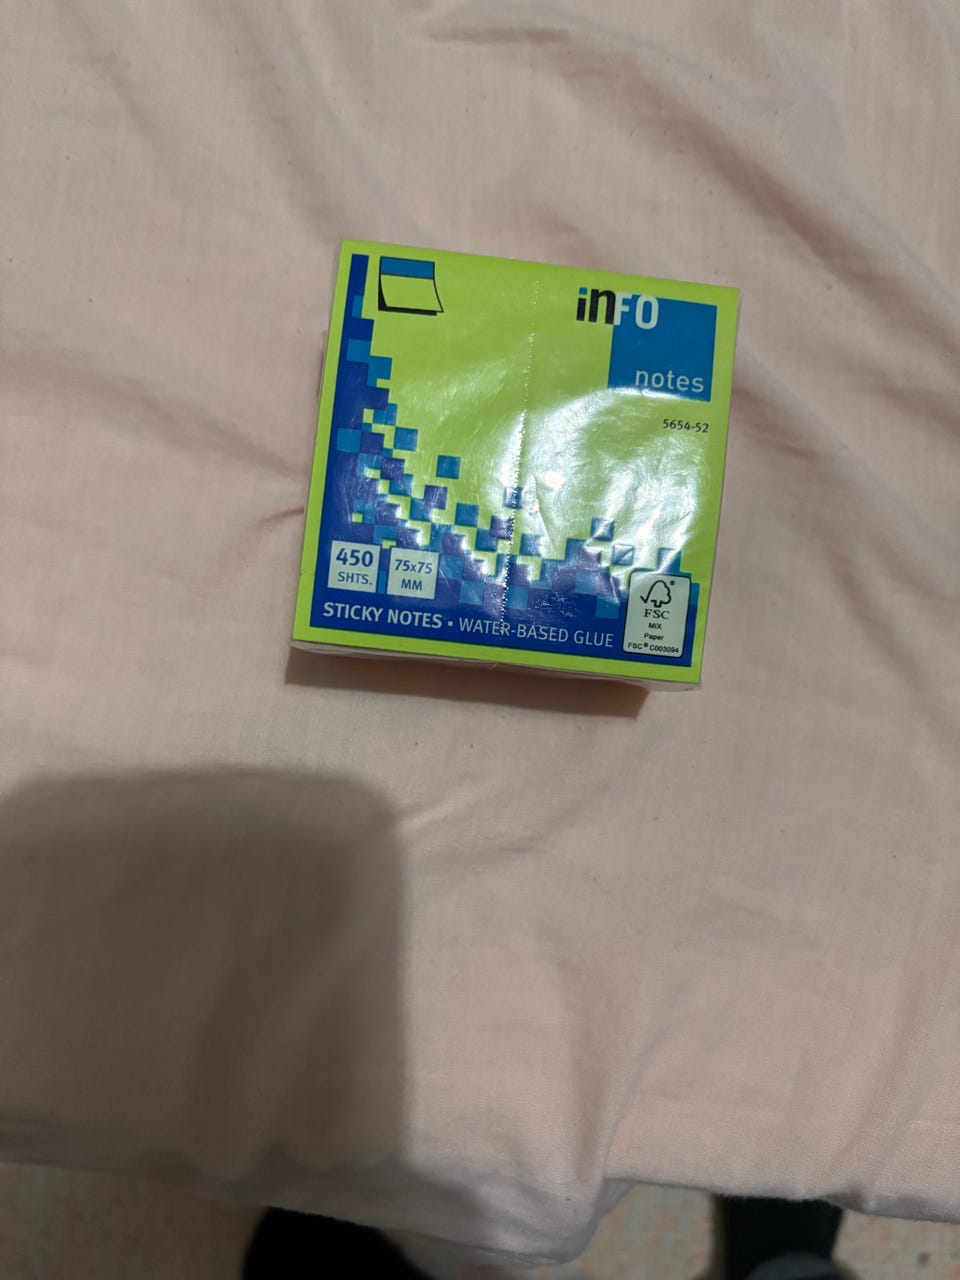 inFO
notes
5654-52
450
SHTS.
75x75
MM
STICKY NOTES ▪ WATER-BASED GLUE
FSC®
MIX
Paper
FSC® C003094